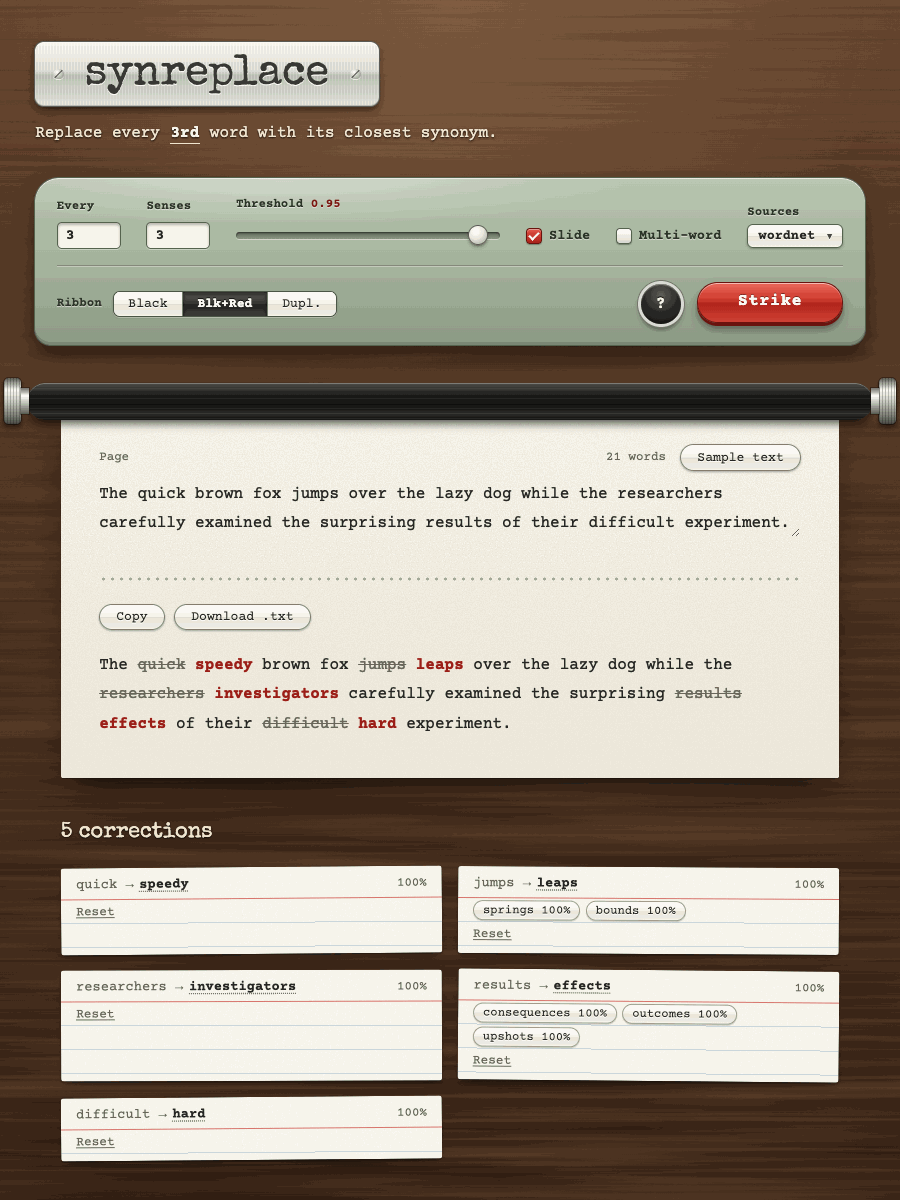 synreplace
Replace every 3rd word with its closest synonym.
Every
Senses
Threshold 0.95
Sources
3
3
Slide
Multi-word
wordnet ▾
Ribbon
Black
Blk+Red
Dupl.
?
Strike
Page
21 words
Sample text
The quick brown fox jumps over the lazy dog while the researchers
carefully examined the surprising results of their difficult experiment.
Copy
Download .txt
The quick speedy brown fox jumps leaps over the lazy dog while the
researchers investigators carefully examined the surprising results
effects of their difficult hard experiment.
5 corrections
quick → speedy 100%
Reset
jumps → leaps 100%
springs 100% bounds 100%
Reset
researchers → investigators 100%
Reset
results → effects 100%
consequences 100% outcomes 100%
upshots 100%
Reset
difficult → hard 100%
Reset